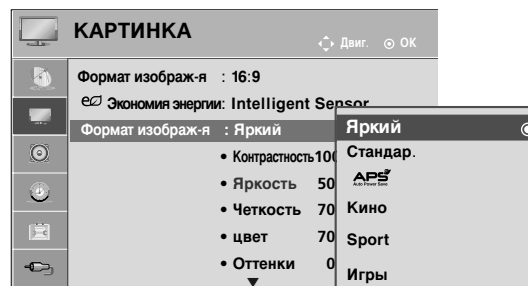 КАРТИНКА
Двиг. ОК
Формат изображ-я : 16:9
Экономия энергии: Intelligent Sensor
Формат изображ-я : Яркий
• Контрастность 100
• Яркость 50
• Четкость 70
• цвет 70
• Оттенки 0
Яркий
Стандар.
APS
Auto Power Save
Кино
Sport
Игры